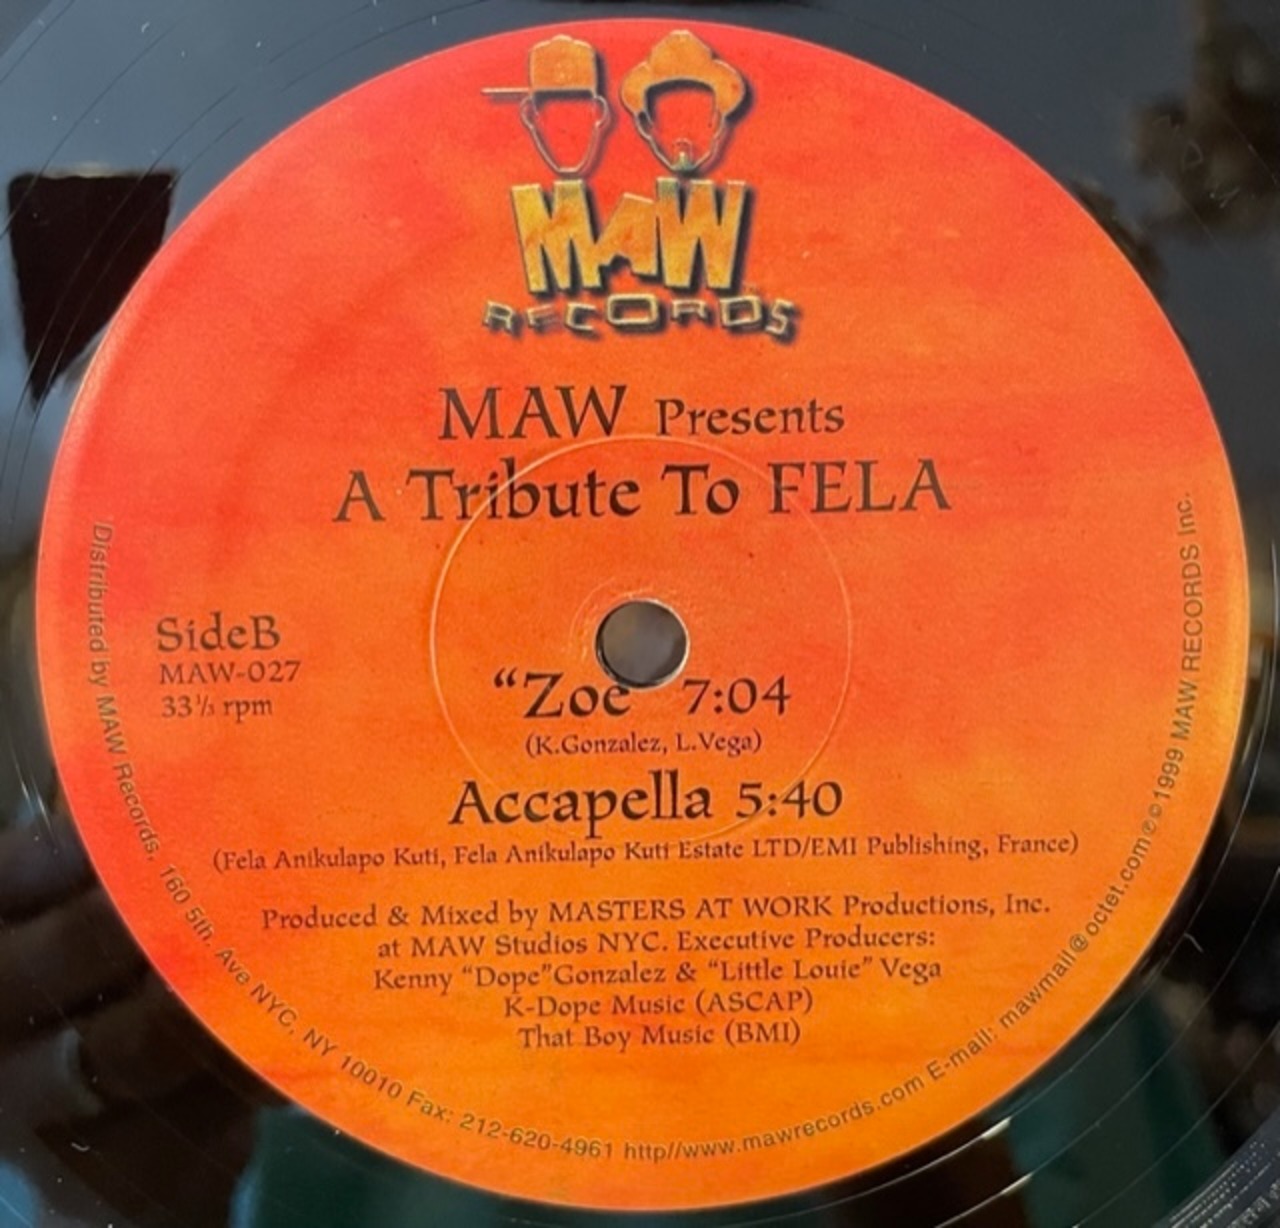 MAW
RECORDS
MAW Presents
A Tribute To FELA
SideB
MAW-027
33⅓ rpm
"Zoe" 7:04
(K.Gonzalez, L.Vega)
Accapella 5:40
(Fela Anikulapo Kuti, Fela Anikulapo Kuti Estate LTD/EMI Publishing, France)
Produced & Mixed by MASTERS AT WORK Productions, Inc.
at MAW Studios NYC. Executive Producers:
Kenny "Dope"Gonzalez & "Little Louie" Vega
K-Dope Music (ASCAP)
That Boy Music (BMI)
Distributed by MAW Records, 160 5th. Ave NYC, NY 10010 Fax: 212-620-4961 http//www.mawrecords.com E-mail: mawmail@octet.com ℗©1999 MAW RECORDS Inc.